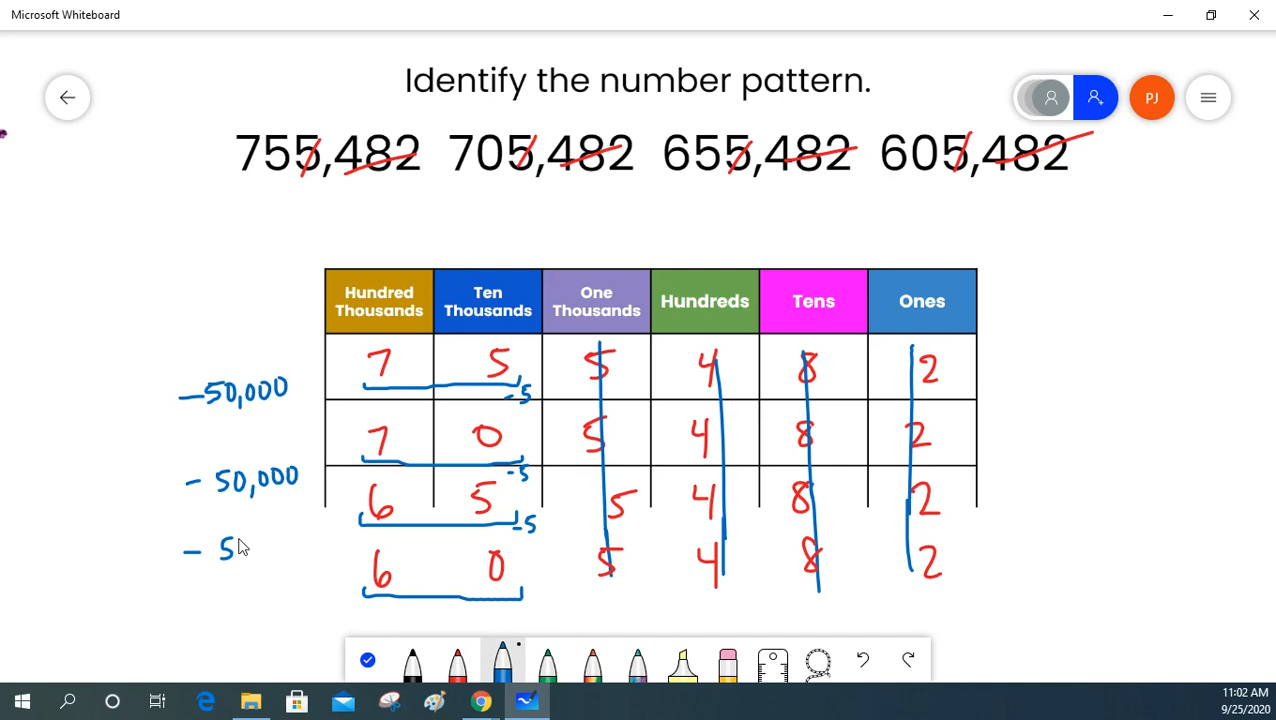 Microsoft Whiteboard
Identify the number pattern.
PJ
755,482 705,482 655,482 605,482
Hundred Thousands Ten Thousands One Thousands Hundreds Tens Ones
7 5 5 4 8 2
-50,000 -5
7 0 5 4 8 2
- 50,000 -5
6 5 5 4 8 2
- 5 -5
6 0 5 4 8 2
11:02 AM
9/25/2020